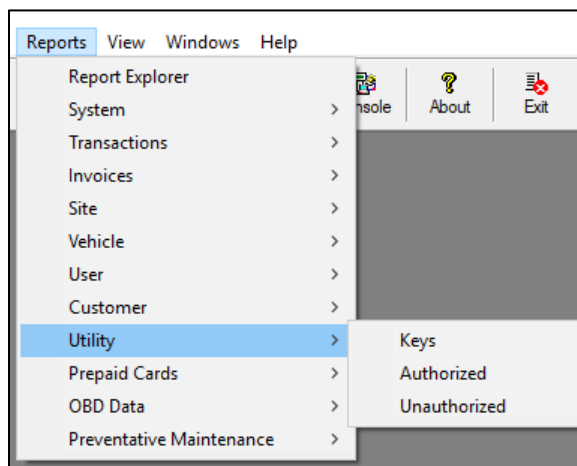 Reports View Windows Help
Report Explorer
System
Transactions
Invoices
Site
Vehicle
User
Customer
Utility
Prepaid Cards
OBD Data
Preventative Maintenance
nsole About Exit
Keys
Authorized
Unauthorized